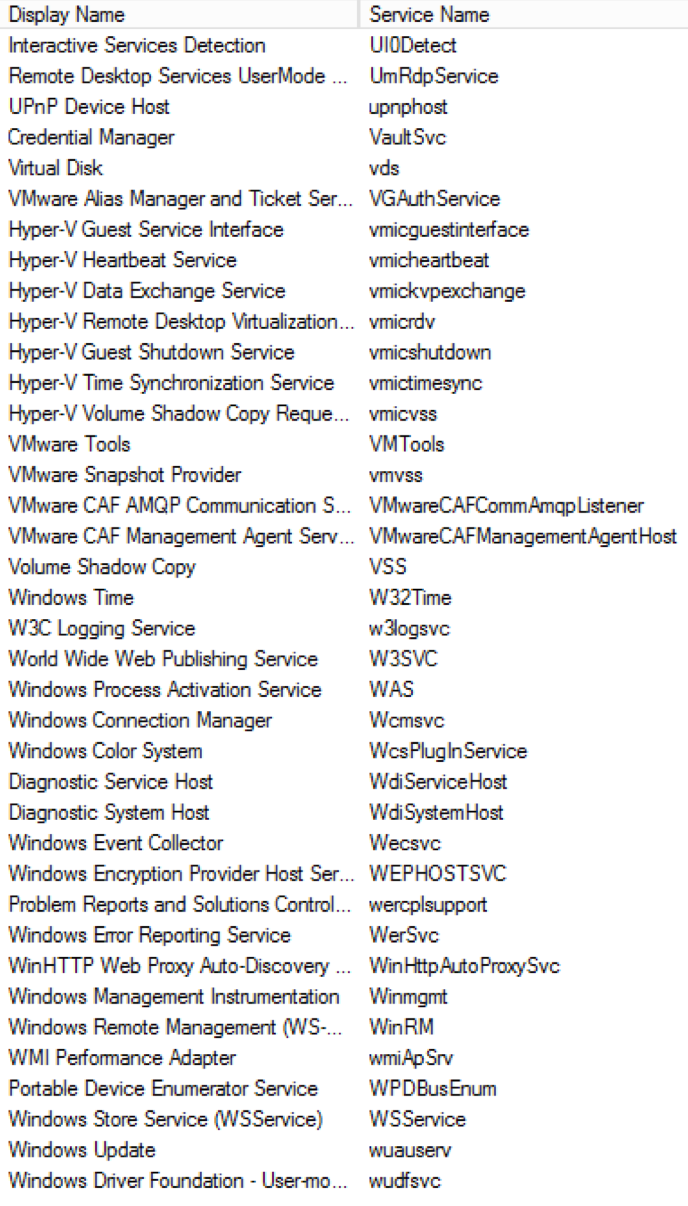 Display Name Service Name
Interactive Services Detection UI0Detect
Remote Desktop Services UserMode ... UmRdpService
UPnP Device Host upnphost
Credential Manager VaultSvc
Virtual Disk vds
VMware Alias Manager and Ticket Ser... VGAuthService
Hyper-V Guest Service Interface vmicguestinterface
Hyper-V Heartbeat Service vmicheartbeat
Hyper-V Data Exchange Service vmickvpexchange
Hyper-V Remote Desktop Virtualization... vmicrdv
Hyper-V Guest Shutdown Service vmicshutdown
Hyper-V Time Synchronization Service vmictimesync
Hyper-V Volume Shadow Copy Reque... vmicvss
VMware Tools VMTools
VMware Snapshot Provider vmvss
VMware CAF AMQP Communication S... VMwareCAFCommAmqpListener
VMware CAF Management Agent Serv... VMwareCAFManagementAgentHost
Volume Shadow Copy VSS
Windows Time W32Time
W3C Logging Service w3logsvc
World Wide Web Publishing Service W3SVC
Windows Process Activation Service WAS
Windows Connection Manager Wcmsvc
Windows Color System WcsPlugInService
Diagnostic Service Host WdiServiceHost
Diagnostic System Host WdiSystemHost
Windows Event Collector Wecsvc
Windows Encryption Provider Host Ser... WEPHOSTSVC
Problem Reports and Solutions Control... wercplsupport
Windows Error Reporting Service WerSvc
WinHTTP Web Proxy Auto-Discovery ... WinHttpAutoProxySvc
Windows Management Instrumentation Winmgmt
Windows Remote Management (WS-... WinRM
WMI Performance Adapter wmiApSrv
Portable Device Enumerator Service WPDBusEnum
Windows Store Service (WSService) WSService
Windows Update wuauserv
Windows Driver Foundation - User-mo... wudfsvc